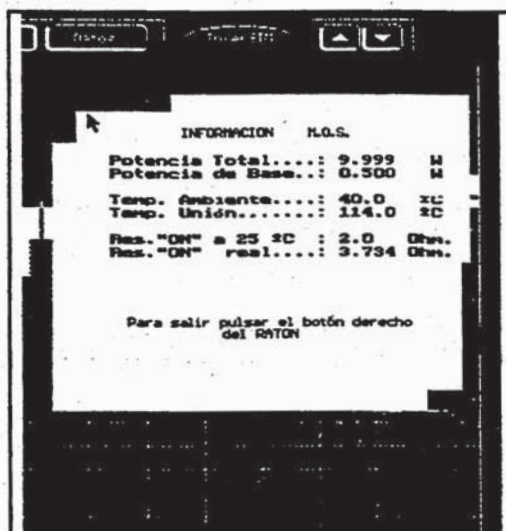 INFORMACION M.O.S.
Potencia Total....: 9.999 W
Potencia de Base..: 0.500 W
Temp. Ambiente....: 40.0 ºC
Temp. Unión.......: 114.0 ºC
Res."ON" a 25 ºC : 2.0 Ohm.
Res."ON" real....: 3.734 Ohm.
Para salir pulsar el botón derecho
del RATON